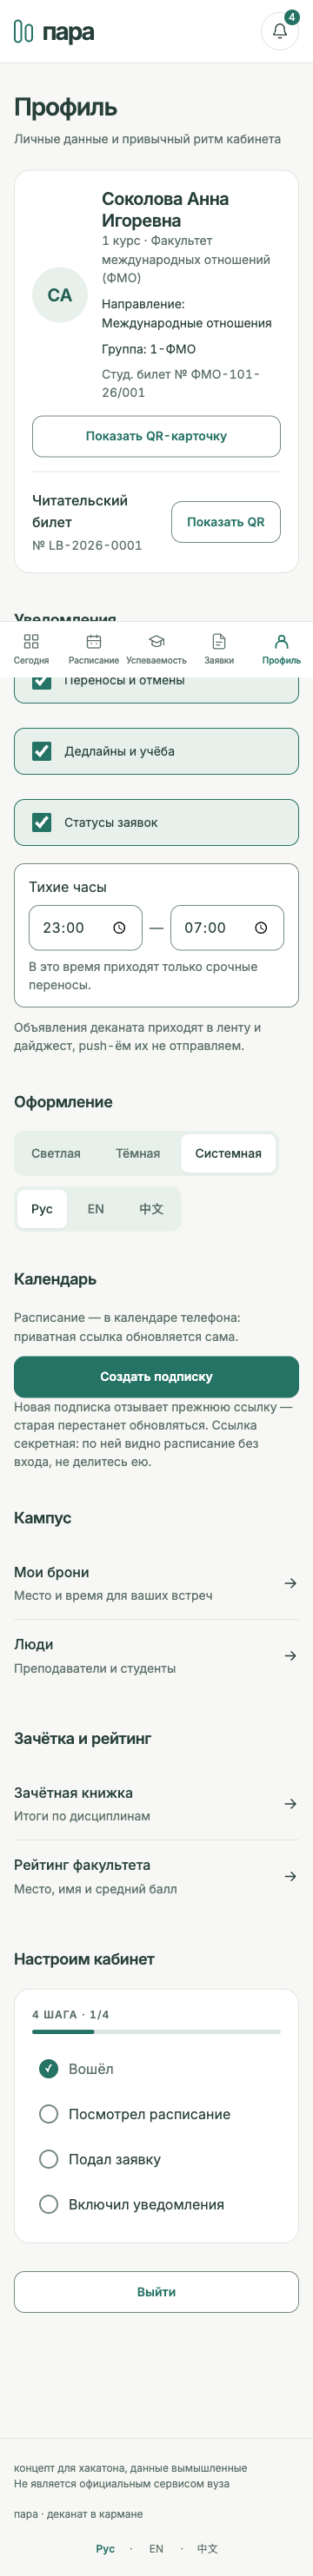 пара
4
Профиль
Личные данные и привычный ритм кабинета
СА
Соколова Анна
Игоревна
1 курс · Факультет
международных отношений
(ФМО)
Направление:
Международные отношения
Группа: 1-ФМО
Студ. билет № ФМО-101-
26/001
Показать QR-карточку
Читательский
билет
№ LB-2026-0001
Показать QR
Уведомления
Сегодня
Расписание
Успеваемость
Заявки
Профиль
Переносы и отмены
Дедлайны и учёба
Статусы заявок
Тихие часы
23:00 — 07:00
В это время приходят только срочные
переносы.
Объявления деканата приходят в ленту и
дайджест, push-ём их не отправляем.
Оформление
Светлая Тёмная Системная
Рус EN 中文
Календарь
Расписание — в календаре телефона:
приватная ссылка обновляется сама.
Создать подписку
Новая подписка отзывает прежнюю ссылку —
старая перестанет обновляться. Ссылка
секретная: по ней видно расписание без
входа, не делитесь ею.
Кампус
Мои брони
Место и время для ваших встреч
Люди
Преподаватели и студенты
Зачётка и рейтинг
Зачётная книжка
Итоги по дисциплинам
Рейтинг факультета
Место, имя и средний балл
Настроим кабинет
4 ШАГА · 1/4
Вошёл
Посмотрел расписание
Подал заявку
Включил уведомления
Выйти
концепт для хакатона, данные вымышленные
Не является официальным сервисом вуза
пара · деканат в кармане
Рус · EN · 中文